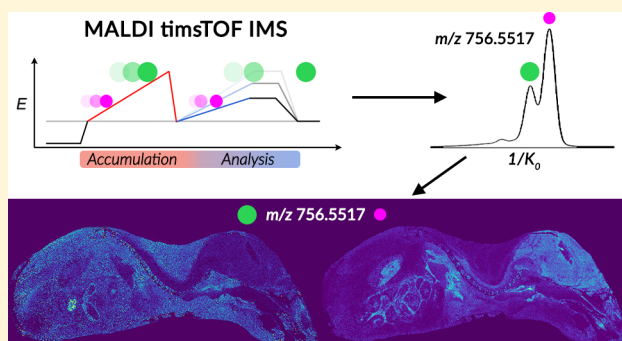 MALDI timsTOF IMS
E
Accumulation Analysis
m/z 756.5517
1/K₀
m/z 756.5517